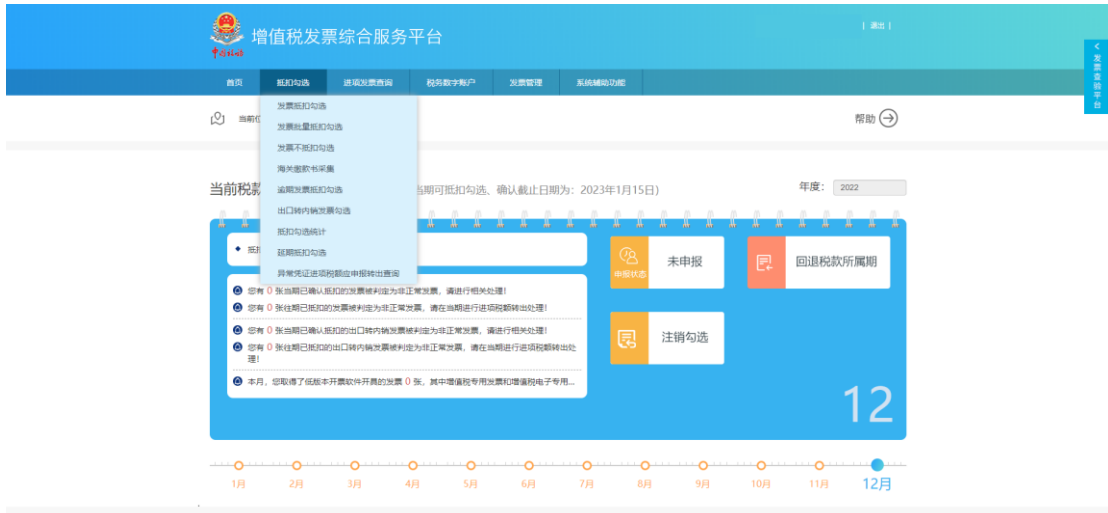 增值税发票综合服务平台
| 退出 |
中国税务
首页 抵扣勾选 进项发票查询 税务数字账户 发票管理 系统辅助功能
发票查验平台
当前位
帮助
发票抵扣勾选
发票批量抵扣勾选
发票不抵扣勾选
海关缴款书采集
逾期发票抵扣勾选
出口转内销发票勾选
抵扣勾选统计
延期抵扣勾选
异常凭证进项税额应申报转出查询
当前税款
当期可抵扣勾选、确认截止日期为：2023年1月15日)
年度： 2022
抵扣
申报状态
未申报
回退税款所属期
您有 0 张当期已确认抵扣的发票被判定为非正常发票，请进行相关处理!
您有 0 张往期已抵扣的发票被判定为非正常发票，请在当期进行进项税额转出处理!
您有 0 张当期已确认抵扣的出口转内销发票被判定为非正常发票，请进行相关处理!
您有 0 张往期已抵扣的出口转内销发票被判定为非正常发票，请在当期进行进项税额转出处
理!
本月，您取得了低版本开票软件开具的发票 0 张，其中增值税专用发票和增值税电子专用...
注销勾选
12
1月 2月 3月 4月 5月 6月 7月 8月 9月 10月 11月 12月